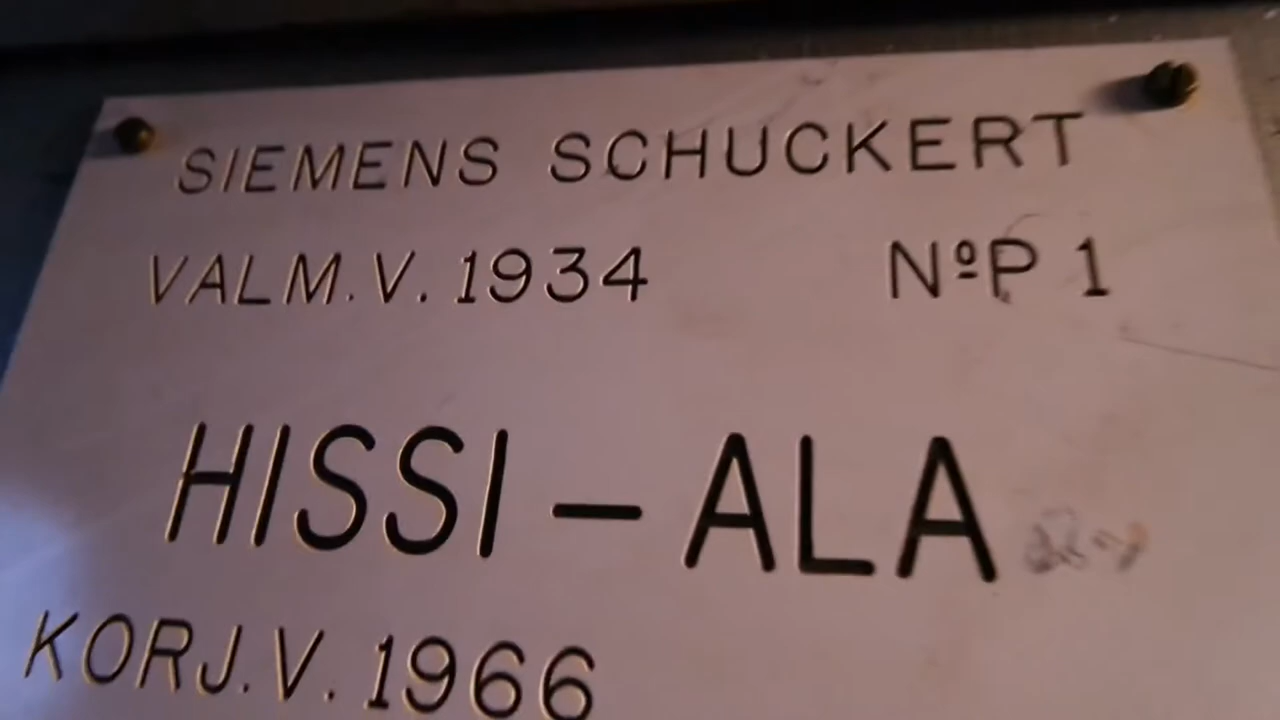 SIEMENS SCHUCKERT
VALM.V. 1934 NºP 1
HISSI – ALA
KORJ.V. 1966